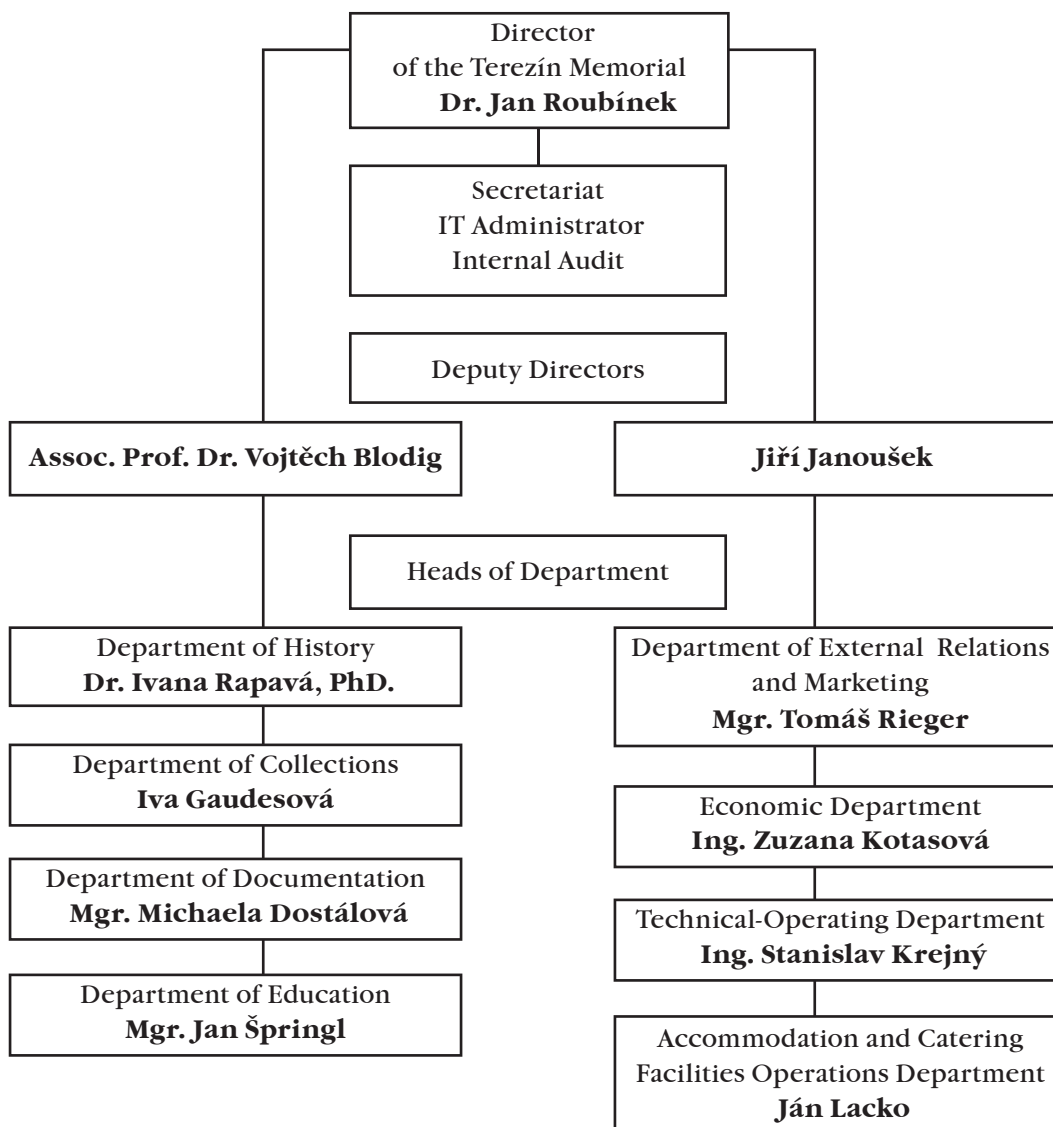 Director
of the Terezín Memorial
Dr. Jan Roubínek
Secretariat
IT Administrator
Internal Audit
Deputy Directors
Assoc. Prof. Dr. Vojtěch Blodig
Jiří Janoušek
Heads of Department
Department of History
Dr. Ivana Rapavá, PhD.
Department of Collections
Iva Gaudesová
Department of Documentation
Mgr. Michaela Dostálová
Department of Education
Mgr. Jan Špringl
Department of External Relations
and Marketing
Mgr. Tomáš Rieger
Economic Department
Ing. Zuzana Kotasová
Technical-Operating Department
Ing. Stanislav Krejný
Accommodation and Catering
Facilities Operations Department
Ján Lacko